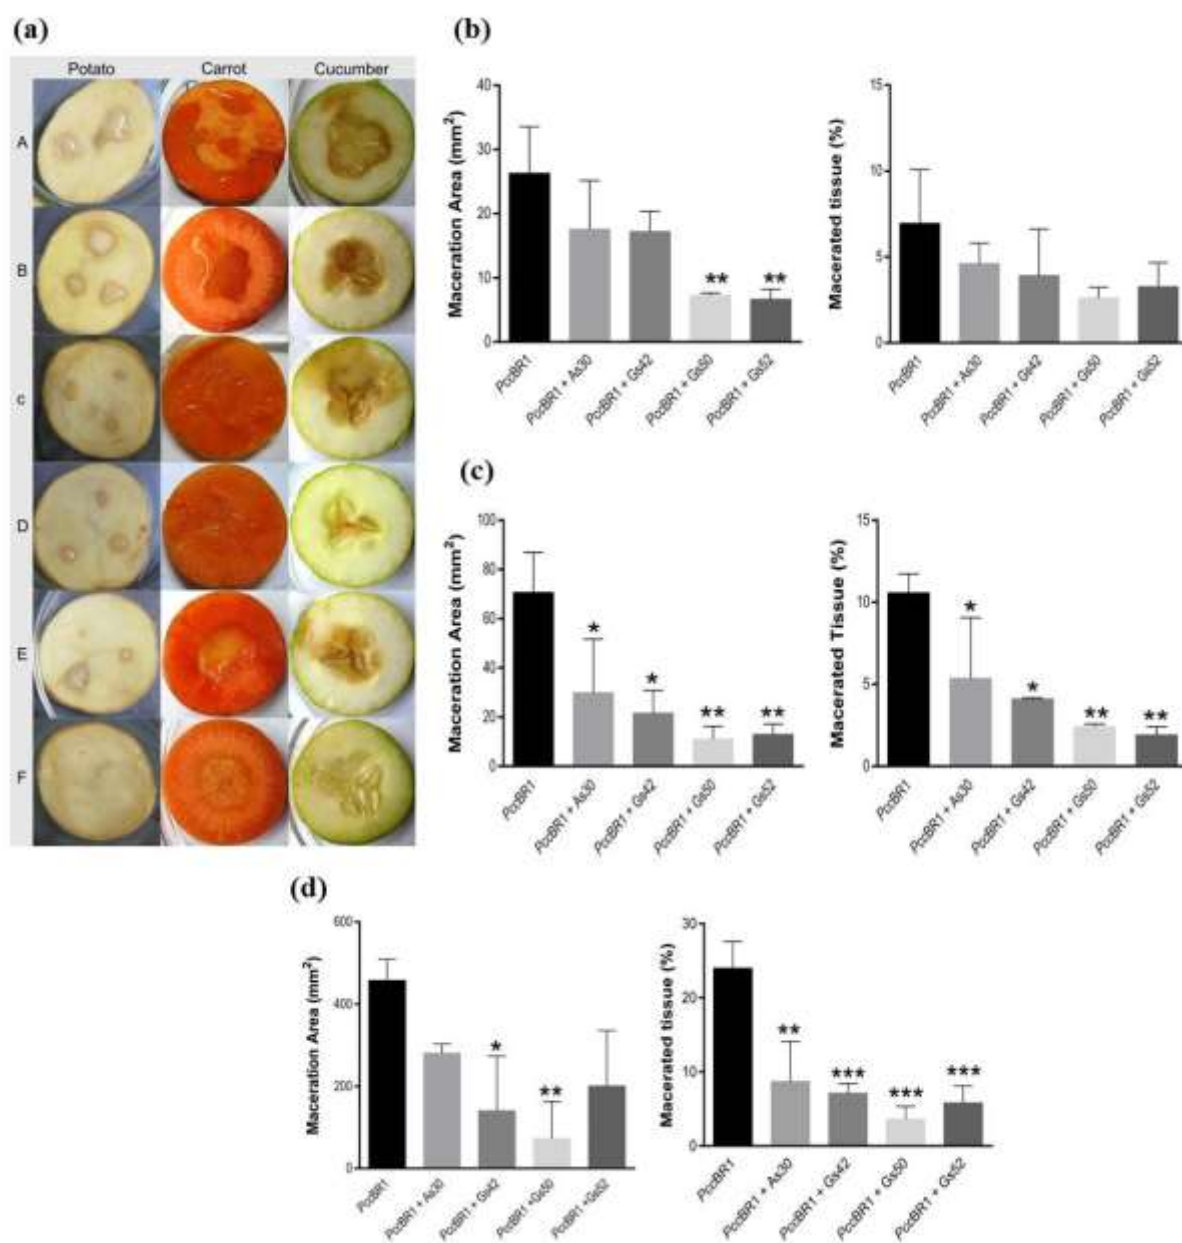 (a)
Potato Carrot Cucumber
A
B
c
D
E
F
(b)
Maceration Area (mm²)
40
30
20
10
0
PccBR1
PccBR1 + As30
PccBR1 + Gs42
PccBR1 + Gs50
PccBR1 + Gs52
** **
Macerated tissue (%)
15
10
5
0
PccBR1
PccBR1 + As30
PccBR1 + Gs42
PccBR1 + Gs50
PccBR1 + Gs52
(c)
Maceration Area (mm²)
100
80
60
40
20
0
PccBR1
PccBR1 + As30
PccBR1 + Gs42
PccBR1 + Gs50
PccBR1 + Gs52
* * ** **
Macerated Tissue (%)
15
10
5
0
PccBR1
PccBR1 + As30
PccBR1 + Gs42
PccBR1 + Gs50
PccBR1 + Gs52
* * ** **
(d)
Maceration Area (mm²)
600
400
200
0
PccBR1
PccBR1 + As30
PccBR1 + Gs42
PccBR1 +Gs50
PccBR1 +Gs52
* **
Macerated tissue (%)
30
20
10
0
PccBR1
PccBR1 + As30
PccBR1 + Gs42
PccBR1 + Gs50
PccBR1 + Gs52
** *** *** ***